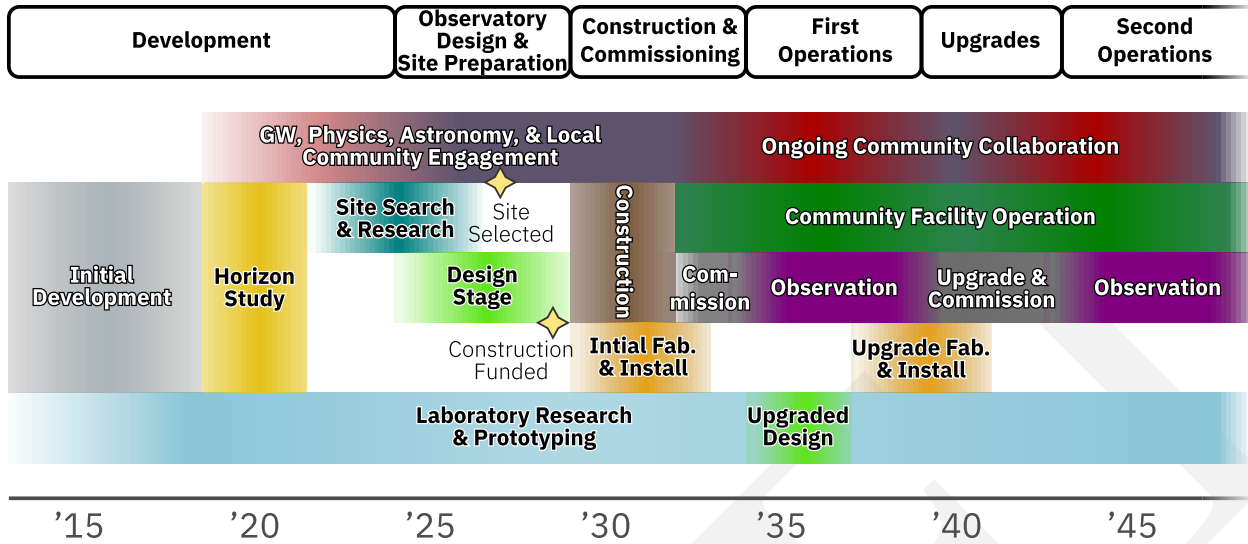 Development
Observatory
Design &
Site Preparation
Construction &
Commissioning
First
Operations
Upgrades
Second
Operations
GW, Physics, Astronomy, & Local
Community Engagement
Ongoing Community Collaboration
Site Search
& Research
Site
Selected
Construction
Community Facility Operation
Initial
Development
Horizon
Study
Design
Stage
Com-
mission
Observation
Upgrade &
Commission
Observation
Construction
Funded
Intial Fab.
& Install
Upgrade Fab.
& Install
Laboratory Research
& Prototyping
Upgraded
Design
’15 ’20 ’25 ’30 ’35 ’40 ’45